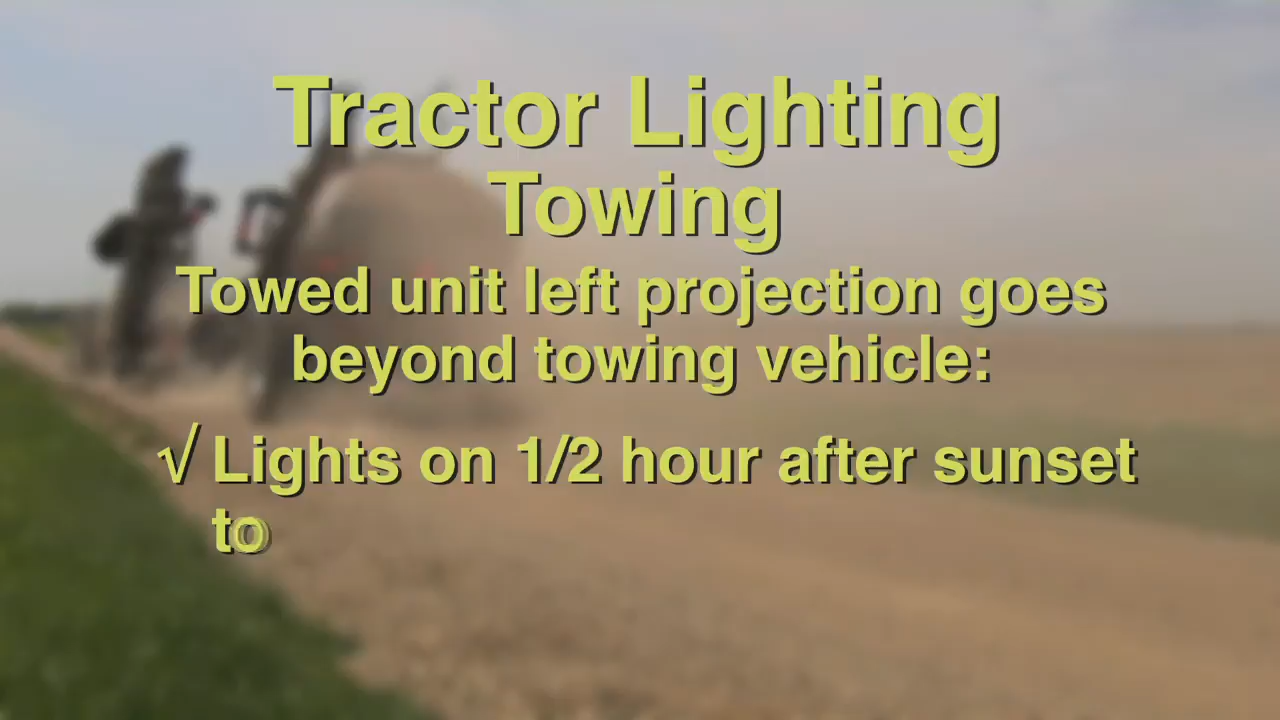 Tractor Lighting
Towing
Towed unit left projection goes
beyond towing vehicle:
√ Lights on 1/2 hour after sunset
to